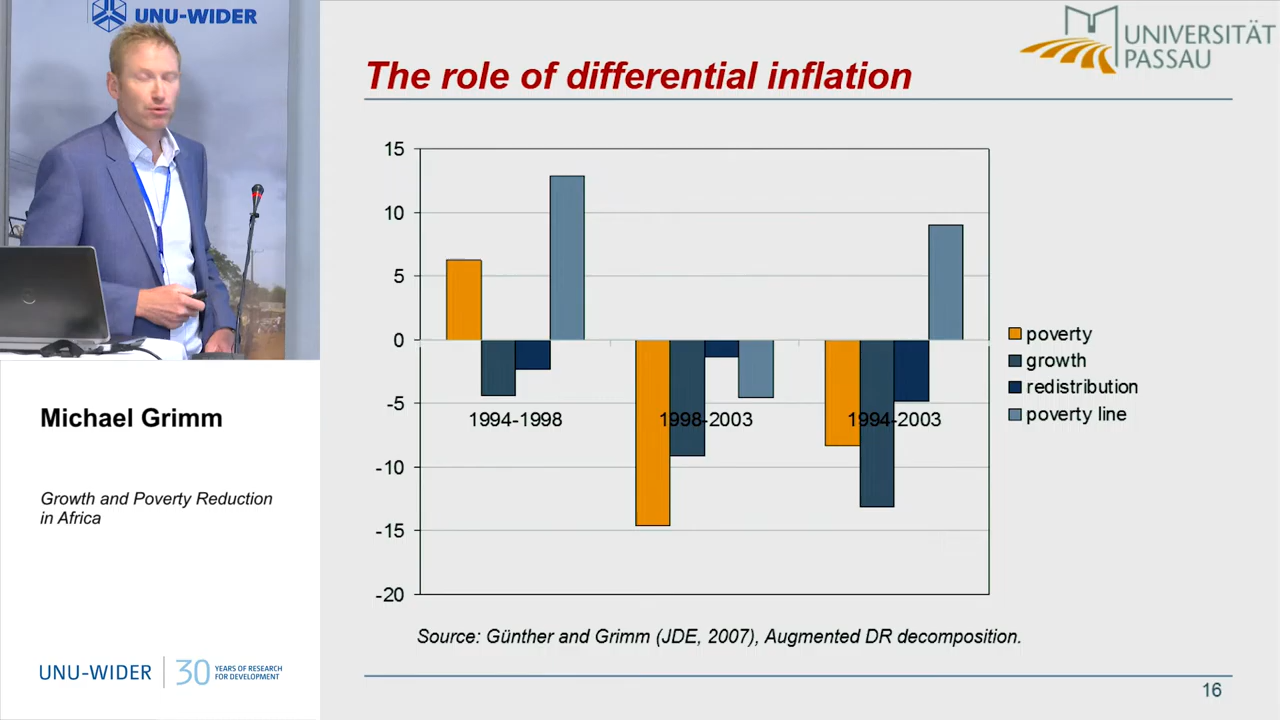 UNU-WIDER
UNIVERSITÄT
PASSAU
The role of differential inflation
15
10
5
0
-5
-10
-15
-20
1994-1998
1998-2003
1994-2003
poverty
growth
redistribution
poverty line
Source: Günther and Grimm (JDE, 2007), Augmented DR decomposition.
16
Michael Grimm
Growth and Poverty Reduction
in Africa
UNU-WIDER
30 YEARS OF RESEARCH
FOR DEVELOPMENT